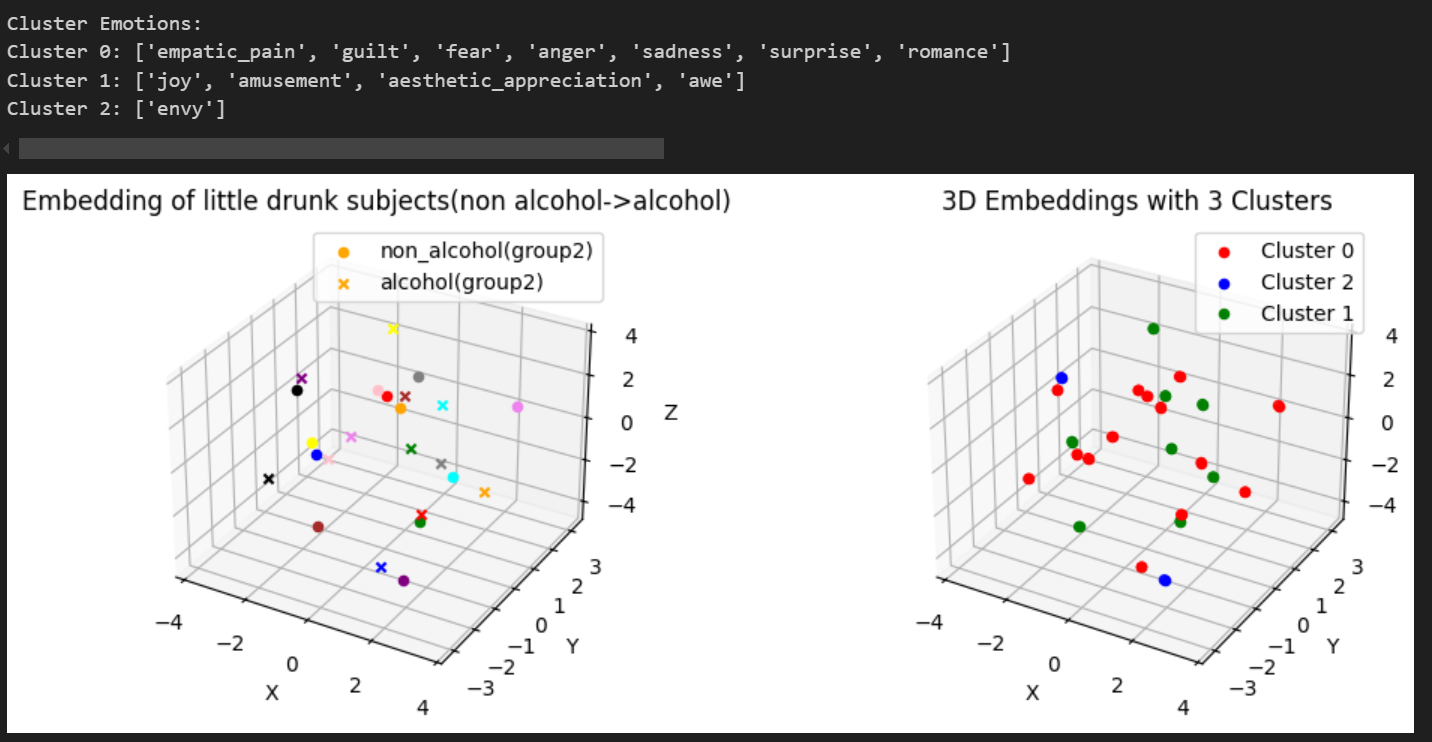 Cluster Emotions:
Cluster 0: ['empatic_pain', 'guilt', 'fear', 'anger', 'sadness', 'surprise', 'romance']
Cluster 1: ['joy', 'amusement', 'aesthetic_appreciation', 'awe']
Cluster 2: ['envy']
Embedding of little drunk subjects(non alcohol->alcohol)
non_alcohol(group2)
alcohol(group2)
4
2
0
−2
−4
Z
3
2
1
0
−1
−2
−3
Y
−4
−2
0
2
4
X
3D Embeddings with 3 Clusters
Cluster 0
Cluster 2
Cluster 1
4
2
0
−2
−4
3
2
1
0
−1
−2
−3
Y
−4
−2
0
2
4
X